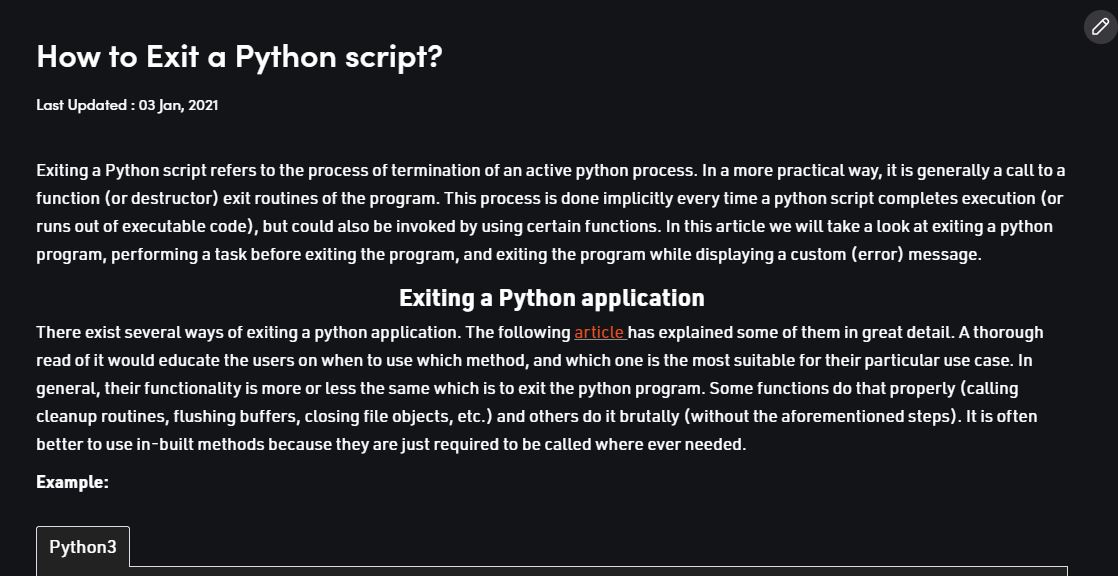 How to Exit a Python script?
Last Updated : 03 Jan, 2021
Exiting a Python script refers to the process of termination of an active python process. In a more practical way, it is generally a call to a
function (or destructor) exit routines of the program. This process is done implicitly every time a python script completes execution (or
runs out of executable code), but could also be invoked by using certain functions. In this article we will take a look at exiting a python
program, performing a task before exiting the program, and exiting the program while displaying a custom (error) message.
Exiting a Python application
There exist several ways of exiting a python application. The following article has explained some of them in great detail. A thorough
read of it would educate the users on when to use which method, and which one is the most suitable for their particular use case. In
general, their functionality is more or less the same which is to exit the python program. Some functions do that properly (calling
cleanup routines, flushing buffers, closing file objects, etc.) and others do it brutally (without the aforementioned steps). It is often
better to use in-built methods because they are just required to be called where ever needed.
Example:
Python3